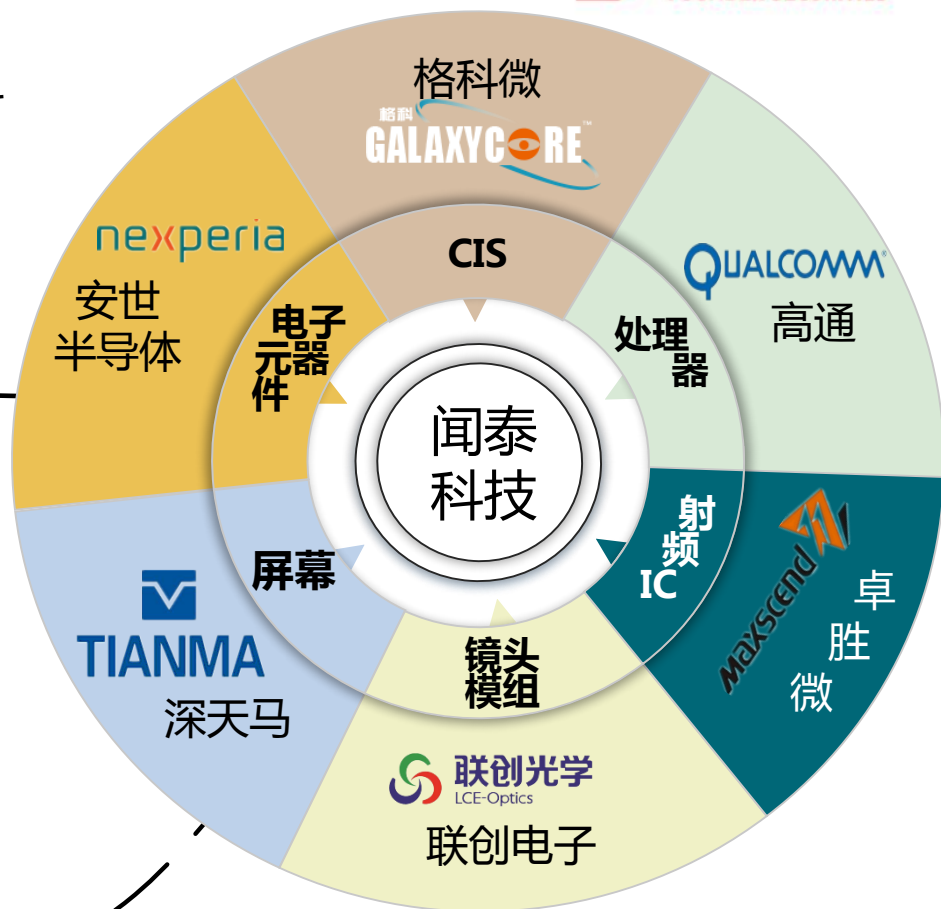 格科微
格科
GALAXYCORE™
CIS
QUALCOMM®
高通
处理
器
射
频
IC
MAXSCEND
卓
胜
微
镜头
模组
联创光学
LCE-Optics
联创电子
屏幕
TIANMA
深天马
电子
元器
件
nexperia
安世
半导体
闻泰
科技